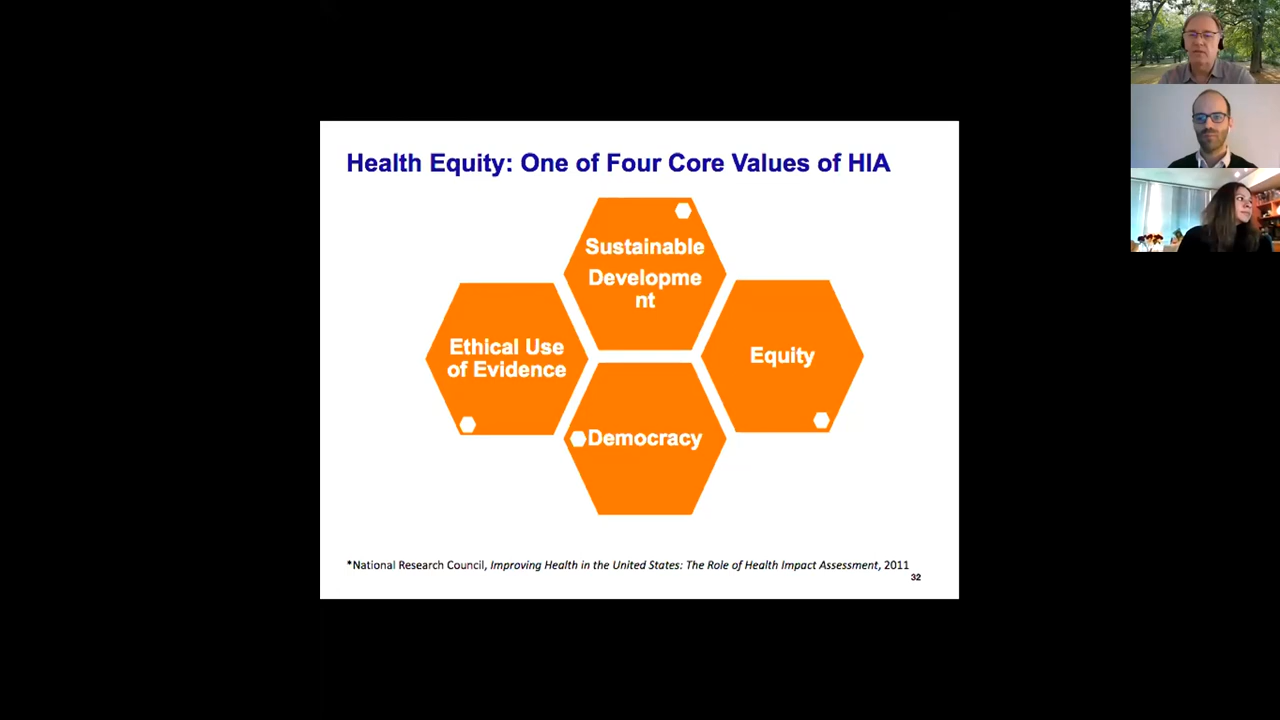 Health Equity: One of Four Core Values of HIA
Sustainable
Developme
nt
Ethical Use
of Evidence
Equity
Democracy
*National Research Council, Improving Health in the United States: The Role of Health Impact Assessment, 2011
32